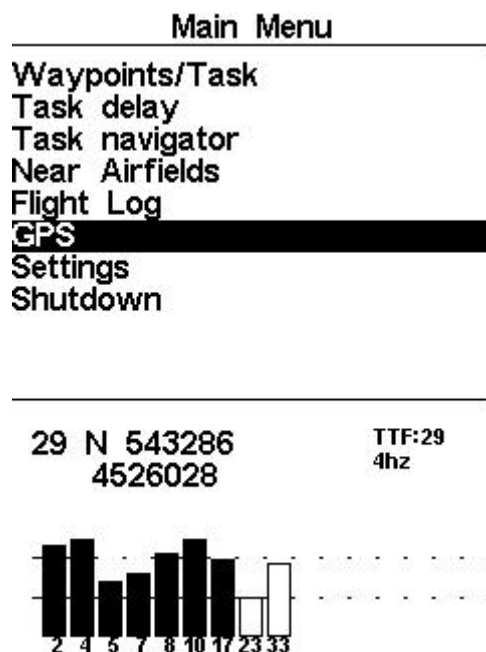 Main Menu
Waypoints/Task
Task delay
Task navigator
Near Airfields
Flight Log
GPS
Settings
Shutdown
29 N 543286
4526028
TTF:29
4hz
2 4 5 7 8 10 17 23 33